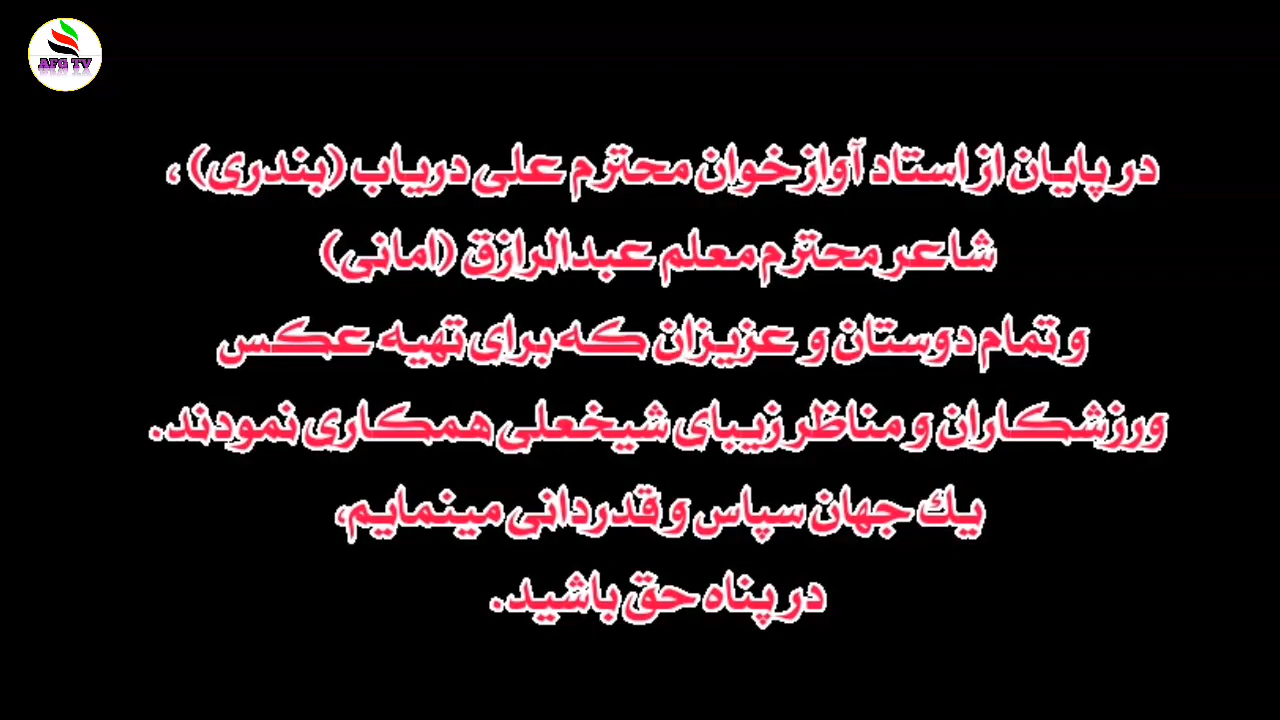 AFG TV
در پایان از استاد آوازخوان محترم علی دریاب (بندری) ،
شاعر محترم معلم عبدالرازق (امانی)
و تمام دوستان و عزیزان که برای تهیه عکس
ورزشکاران و مناظر زیبای شیخعلی همکاری نمودند.
یك جهان سپاس و قدردانی مینمایم،
در پناه حق باشید.